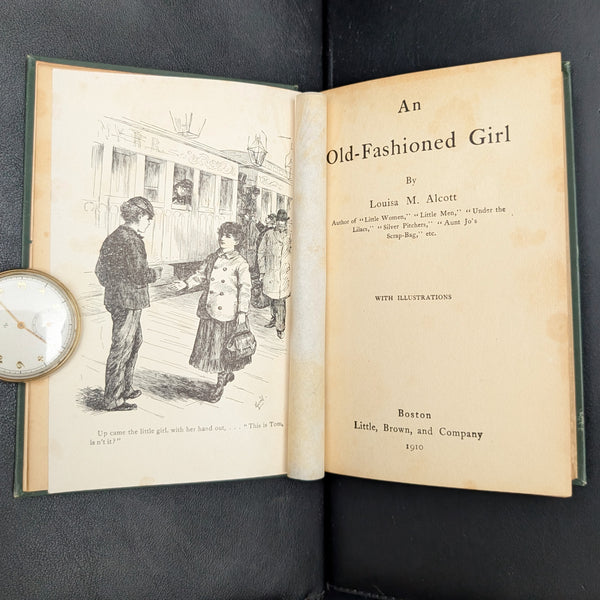 N.Y.H.R.R.
Up came the little girl, with her hand out, . . . "This is Tom,
is n't it?"
An
Old-Fashioned Girl
By
Louisa M. Alcott
Author of "Little Women," "Little Men," "Under the
Lilacs," "Silver Pitchers," "Aunt Jo's
Scrap-Bag," etc.
WITH ILLUSTRATIONS
Boston
Little, Brown, and Company
1910